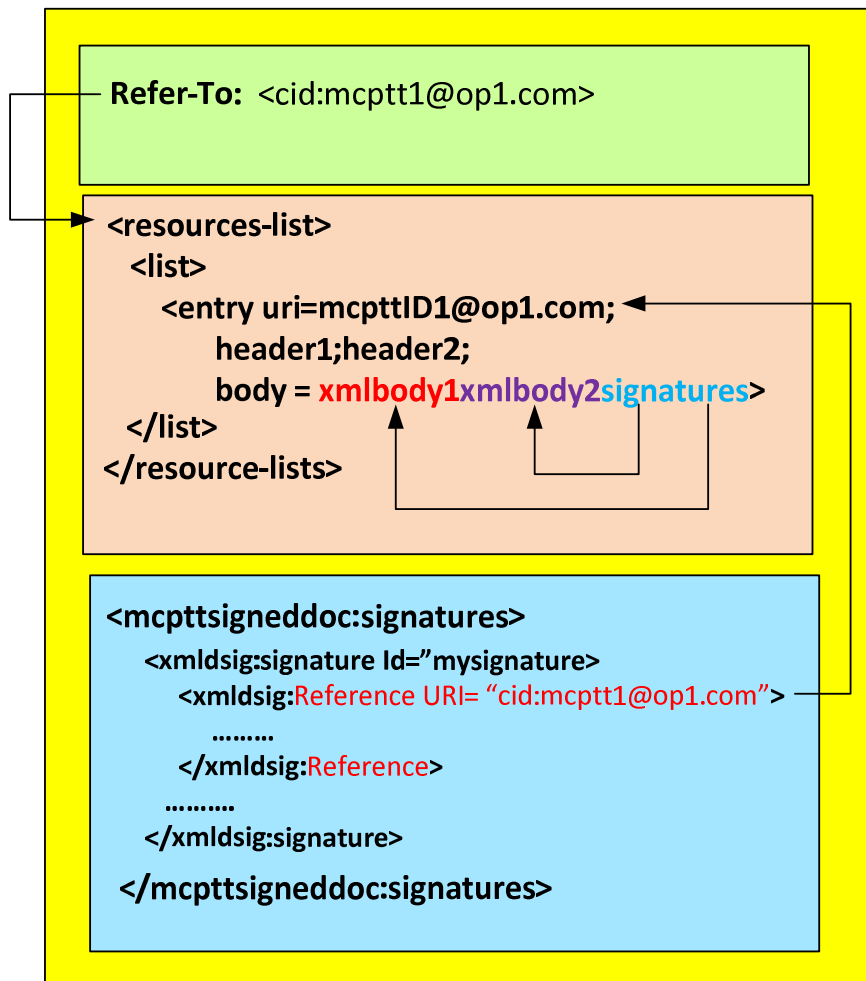 Refer-To: <cid:mcptt1@op1.com>
<resources-list>
<list>
<entry uri=mcpttID1@op1.com;
header1;header2;
body = xmlbody1xmlbody2signatures>
</list>
</resource-lists>
<mcpttsigneddoc:signatures>
<xmldsig:signature Id=”mysignature>
<xmldsig:Reference URI= “cid:mcptt1@op1.com”>
………
</xmldsig:Reference>
……….
</xmldsig:signature>
</mcpttsigneddoc:signatures>